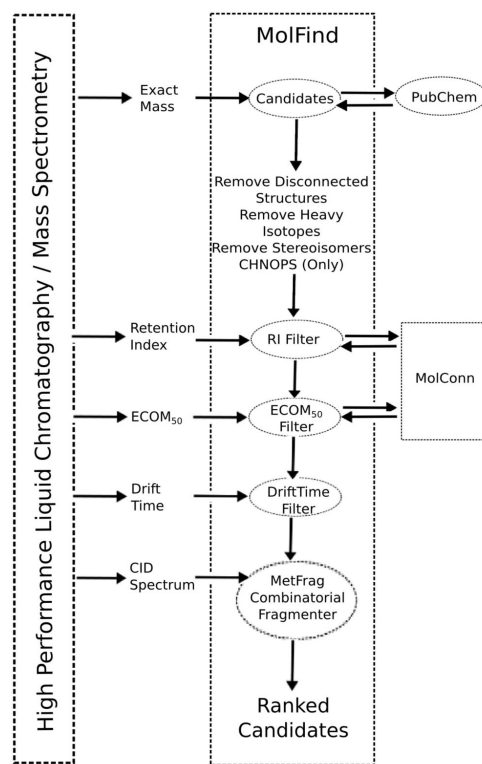 High Performance Liquid Chromatography / Mass Spectrometry
MolFind
Exact
Mass
Candidates
PubChem
Remove Disconnected
Structures
Remove Heavy
Isotopes
Remove Stereoisomers
CHNOPS (Only)
Retention
Index
RI Filter
MolConn
ECOM₅₀
ECOM₅₀
Filter
Drift
Time
DriftTime
Filter
CID
Spectrum
MetFrag
Combinatorial
Fragmenter
Ranked
Candidates